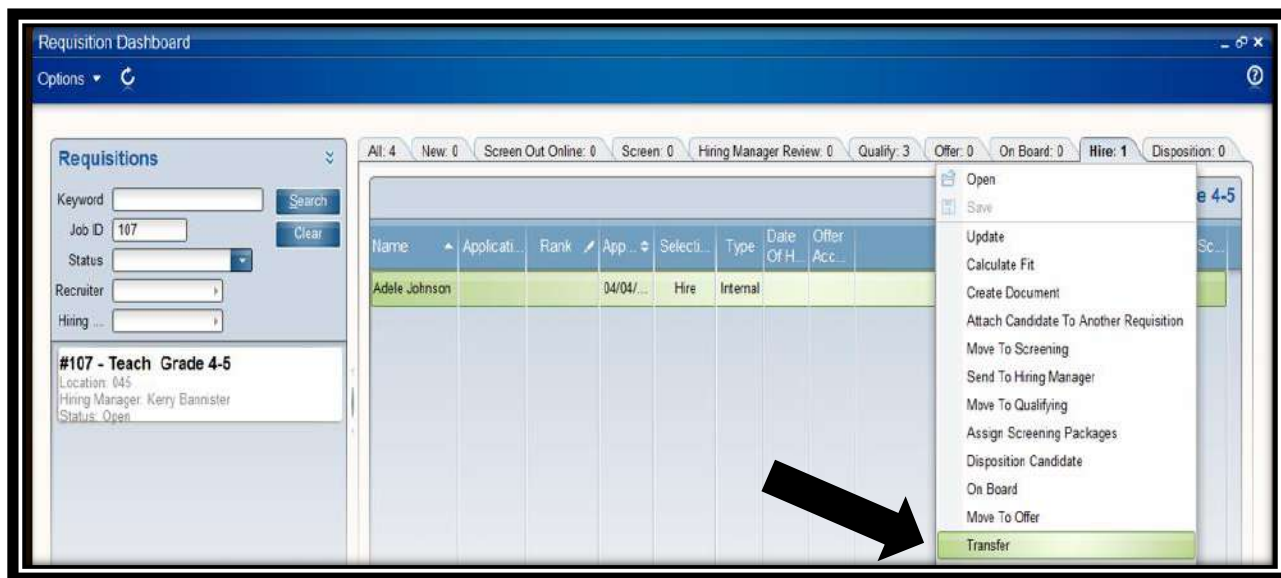 Requisition Dashboard
Options
Requisitions
Keyword
Search
Job ID 107
Clear
Status
Recruiter
Hiring ...
#107 - Teach Grade 4-5
Location: 045
Hiring Manager: Kerry Bannister
Status: Open
All: 4 New: 0 Screen Out Online: 0 Screen: 0 Hiring Manager Review: 0 Qualify: 3 Offer: 0 On Board: 0 Hire: 1 Disposition: 0
e 4-5
Name Applicati... Rank App... Selecti... Type Date Of H... Offer Acc... Sc...
Adele Johnson 04/04/... Hire Internal
Open
Save
Update
Calculate Fit
Create Document
Attach Candidate To Another Requisition
Move To Screening
Send To Hiring Manager
Move To Qualifying
Assign Screening Packages
Disposition Candidate
On Board
Move To Offer
Transfer